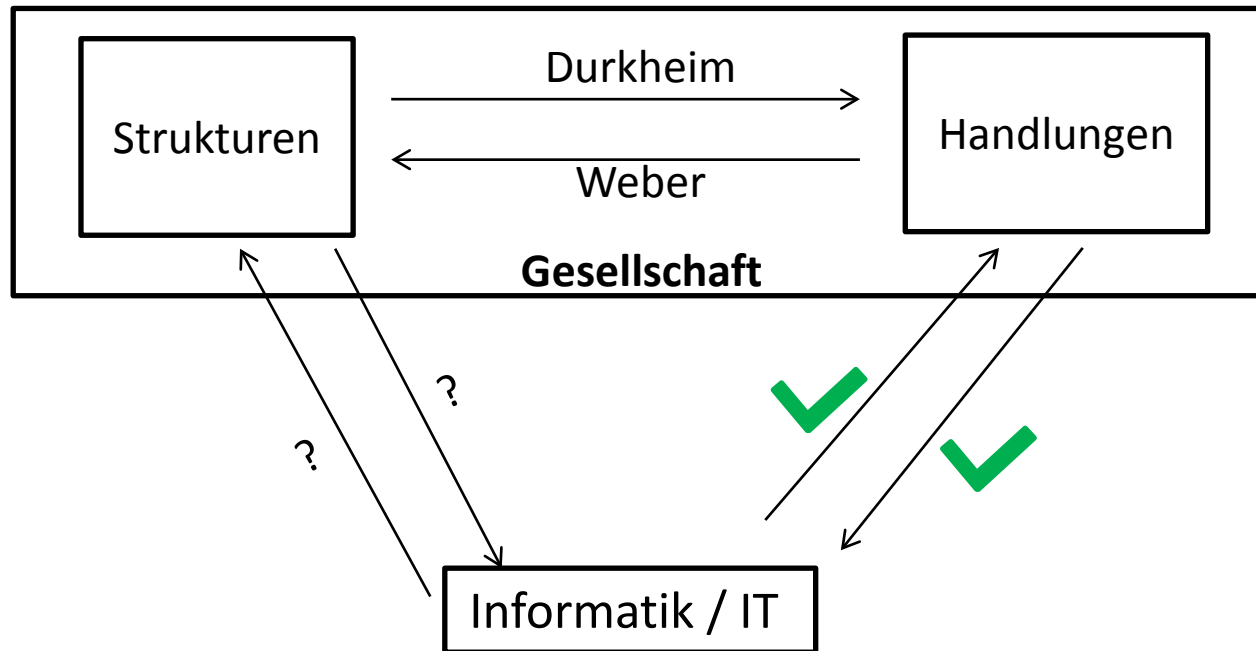 Durkheim
Strukturen
Handlungen
Weber
Gesellschaft
?
?
Informatik / IT